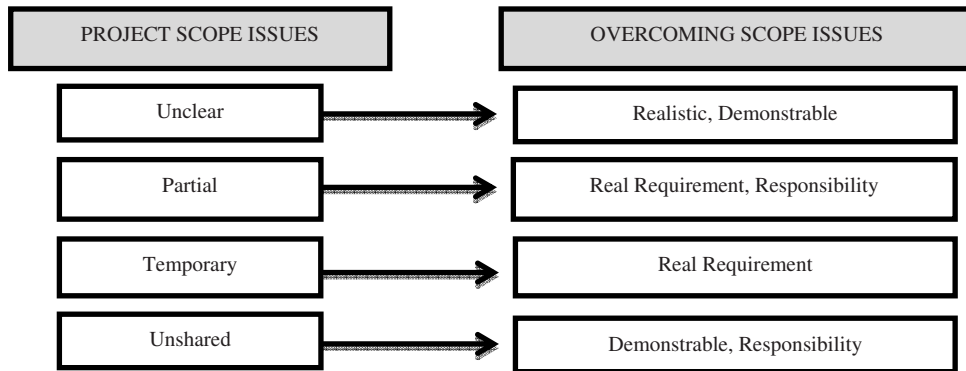 PROJECT SCOPE ISSUES
OVERCOMING SCOPE ISSUES
Unclear
Realistic, Demonstrable
Partial
Real Requirement, Responsibility
Temporary
Real Requirement
Unshared
Demonstrable, Responsibility